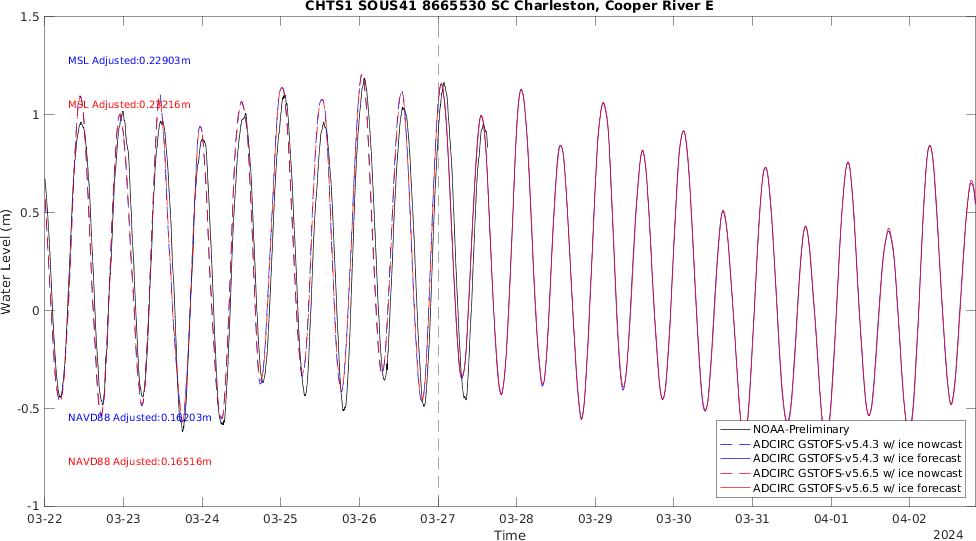 CHTS1 SOUS41 8665530 SC Charleston, Cooper River E
1.5
1
0.5
0
-0.5
-1
Water Level (m)
MSL Adjusted:0.22903m
MSL Adjusted:0.23216m
NAVD88 Adjusted:0.16203m
NAVD88 Adjusted:0.16516m
NOAA-Preliminary
ADCIRC GSTOFS-v5.4.3 w/ ice nowcast
ADCIRC GSTOFS-v5.4.3 w/ ice forecast
ADCIRC GSTOFS-v5.6.5 w/ ice nowcast
ADCIRC GSTOFS-v5.6.5 w/ ice forecast
03-22 03-23 03-24 03-25 03-26 03-27 03-28 03-29 03-30 03-31 04-01 04-02
Time
2024